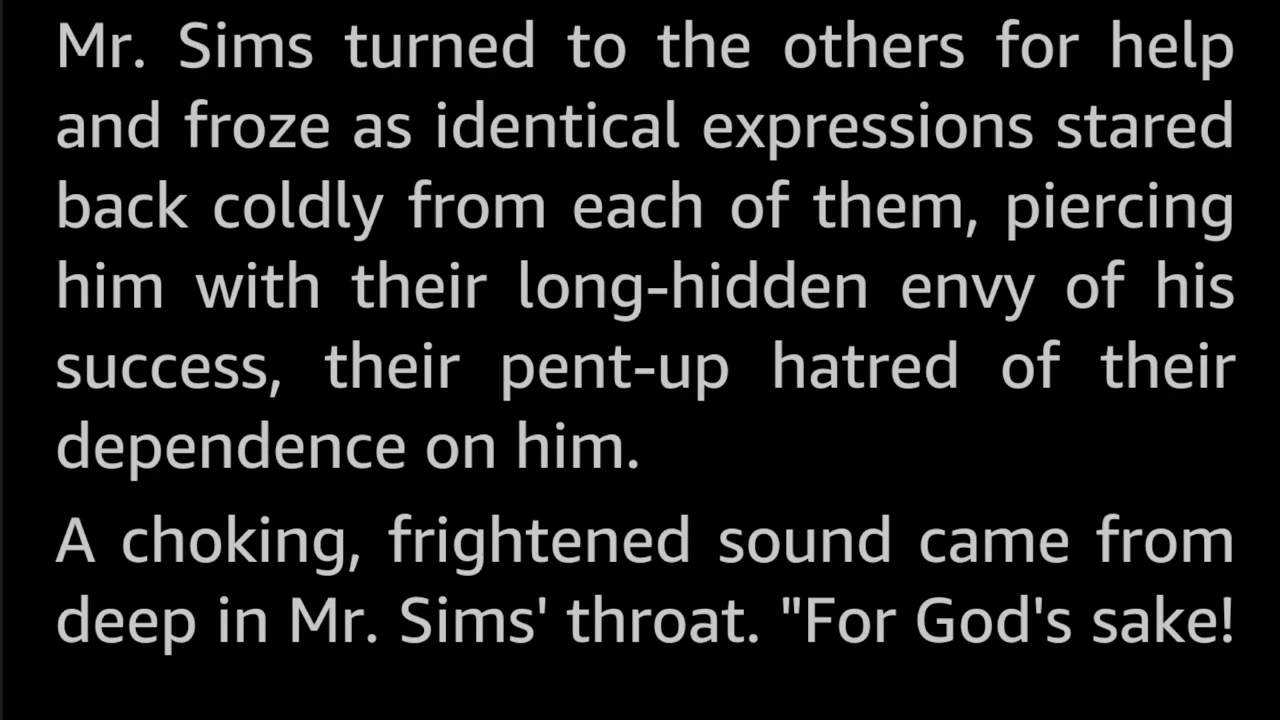 Mr. Sims turned to the others for help
and froze as identical expressions stared
back coldly from each of them, piercing
him with their long-hidden envy of his
success, their pent-up hatred of their
dependence on him.
A choking, frightened sound came from
deep in Mr. Sims' throat. "For God's sake!